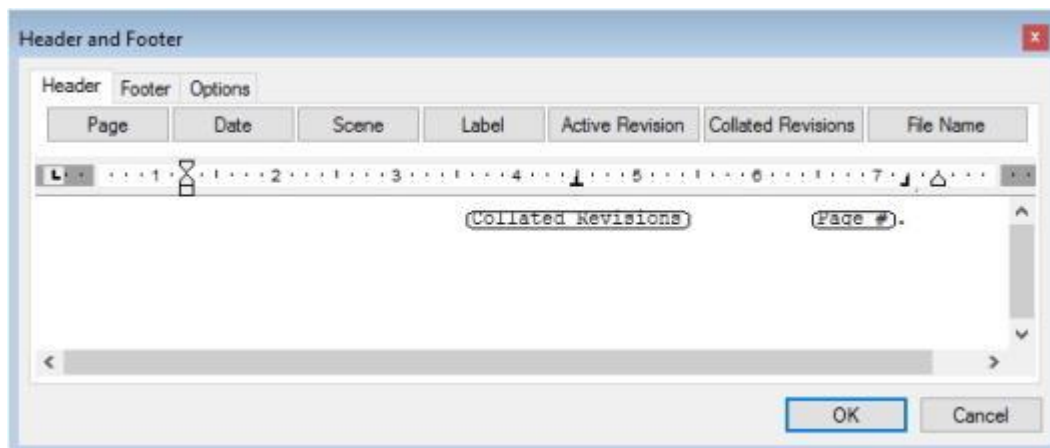 Header and Footer
x
Header Footer Options
Page Date Scene Label Active Revision Collated Revisions File Name
L 1 2 3 4 5 6 7
(Collated Revisions) (Page #).
OK Cancel